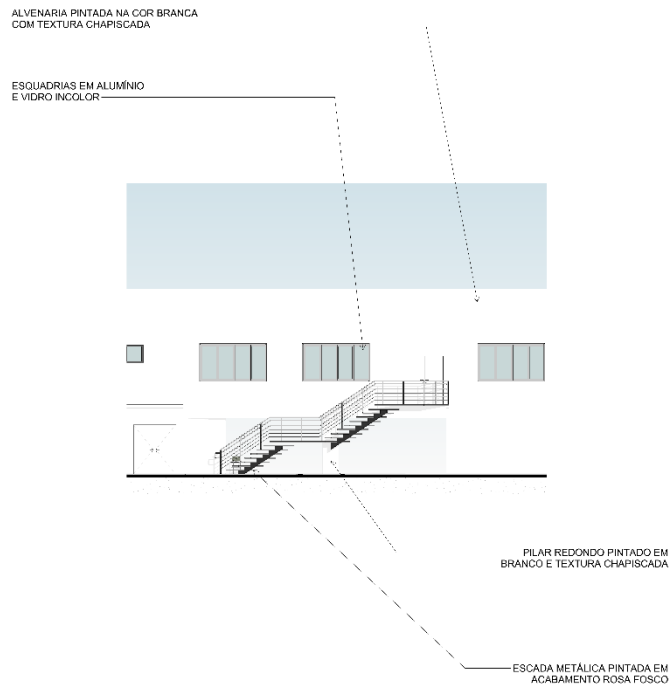 ALVENARIA PINTADA NA COR BRANCA
COM TEXTURA CHAPISCADA
ESQUADRIAS EM ALUMÍNIO
E VIDRO INCOLOR
PILAR REDONDO PINTADO EM
BRANCO E TEXTURA CHAPISCADA
ESCADA METÁLICA PINTADA EM
ACABAMENTO ROSA FOSCO